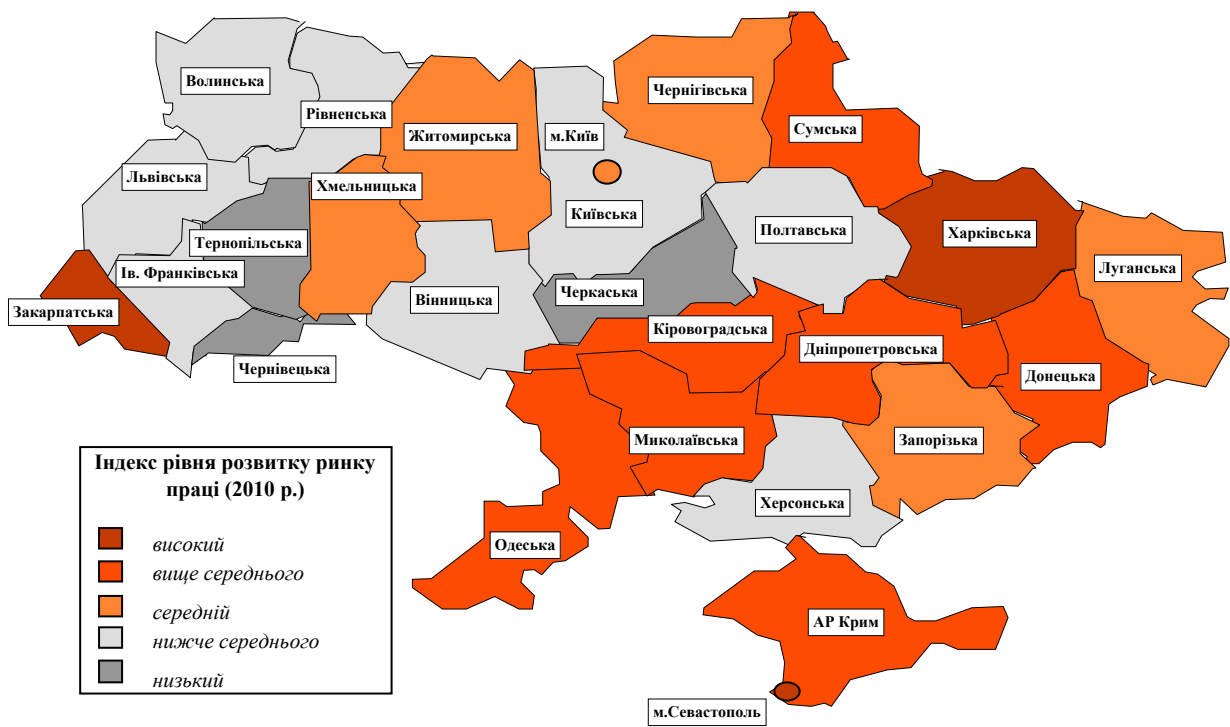 Волинська
Рівненська
Житомирська
м.Київ
Чернігівська
Сумська
Львівська
Хмельницька
Київська
Полтавська
Харківська
Тернопільська
Луганська
Ів. Франківська
Вінницька
Черкаська
Закарпатська
Кіровоградська
Дніпропетровська
Чернівецька
Донецька
Миколаївська
Запорізька
Херсонська
Одеська
АР Крим
м.Севастополь
Індекс рівня розвитку ринку
праці (2010 р.)
високий
вище середнього
середній
нижче середнього
низький